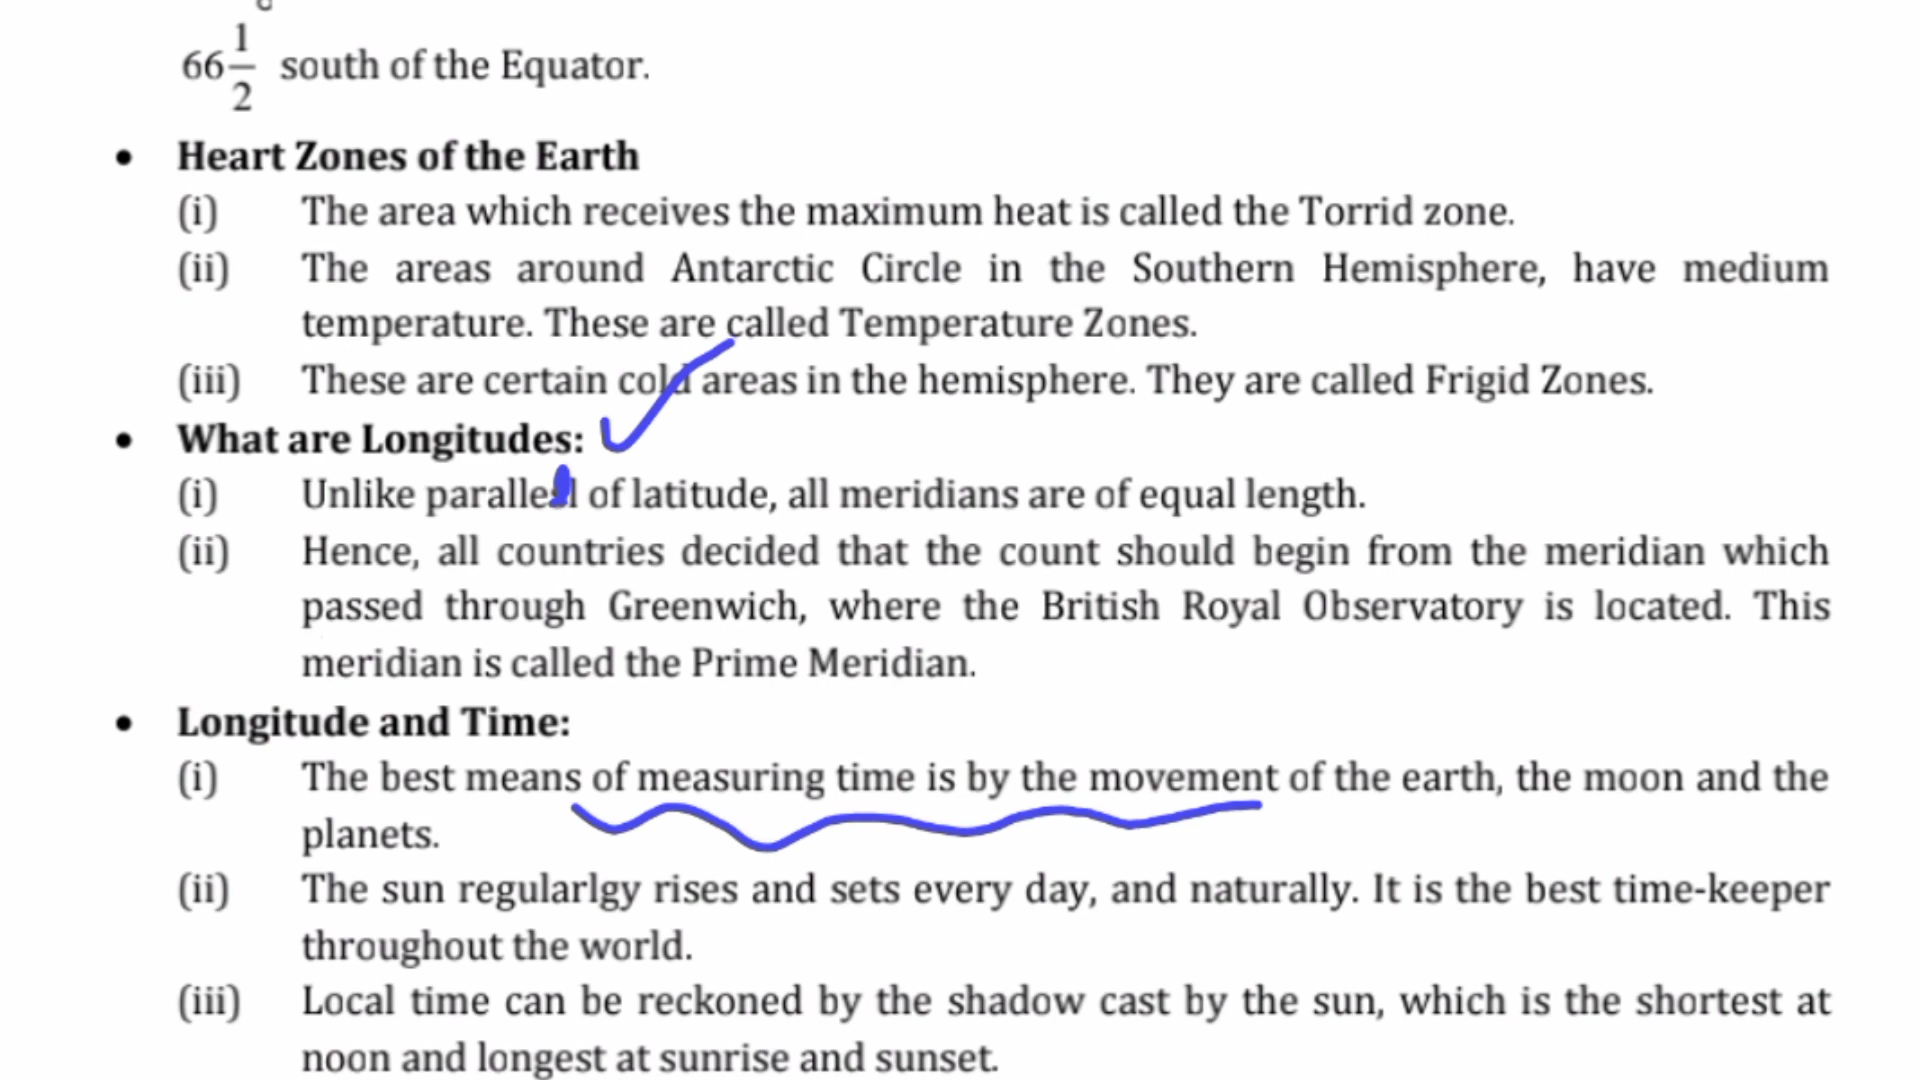 66 1/2° south of the Equator.
• Heart Zones of the Earth
(i) The area which receives the maximum heat is called the Torrid zone.
(ii) The areas around Antarctic Circle in the Southern Hemisphere, have medium
temperature. These are called Temperature Zones.
(iii) These are certain cold areas in the hemisphere. They are called Frigid Zones.
• What are Longitudes:
(i) Unlike of latitude, all meridians are of equal length.
(ii) Hence, all countries decided that the count should begin from the meridian which
passed through Greenwich, where the British Royal Observatory is located. This
meridian is called the Prime Meridian.
• Longitude and Time:
(i) The best means of measuring time is by the movement of the earth, the moon and the
planets.
(ii) The sun regularlgy rises and sets every day, and naturally. It is the best time-keeper
throughout the world.
(iii) Local time can be reckoned by the shadow cast by the sun, which is the shortest at
noon and longest at sunrise and sunset.